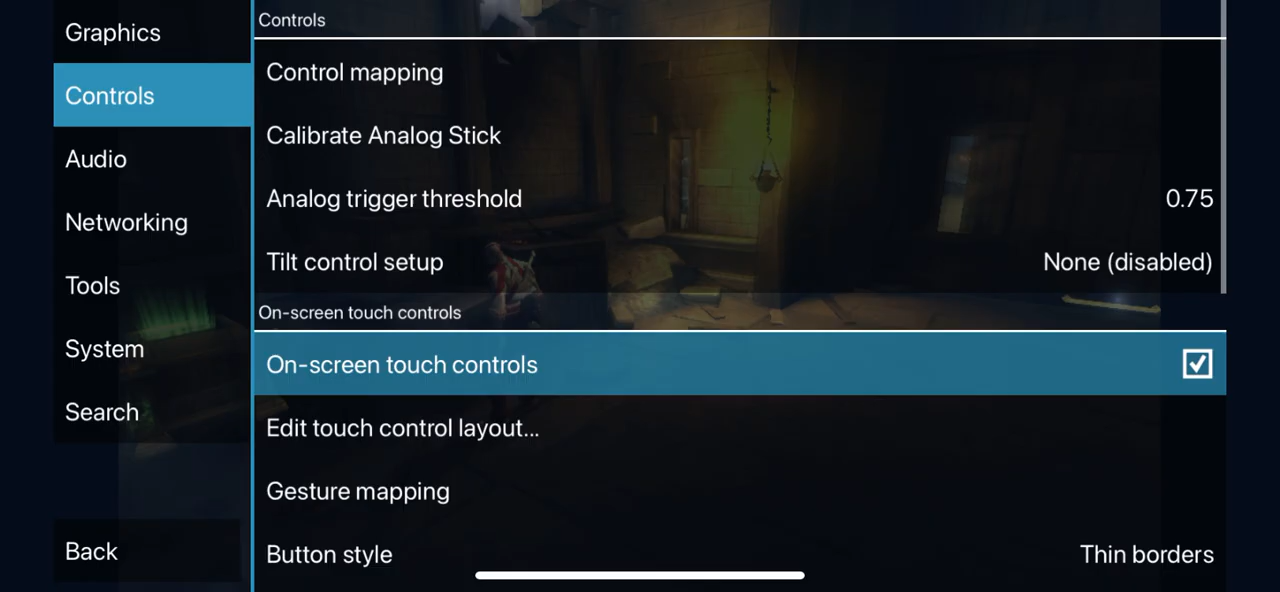 Graphics
Controls
Audio
Networking
Tools
System
Search
Back
Controls
Control mapping
Calibrate Analog Stick
Analog trigger threshold 0.75
Tilt control setup None (disabled)
On-screen touch controls
On-screen touch controls
Edit touch control layout...
Gesture mapping
Button style Thin borders